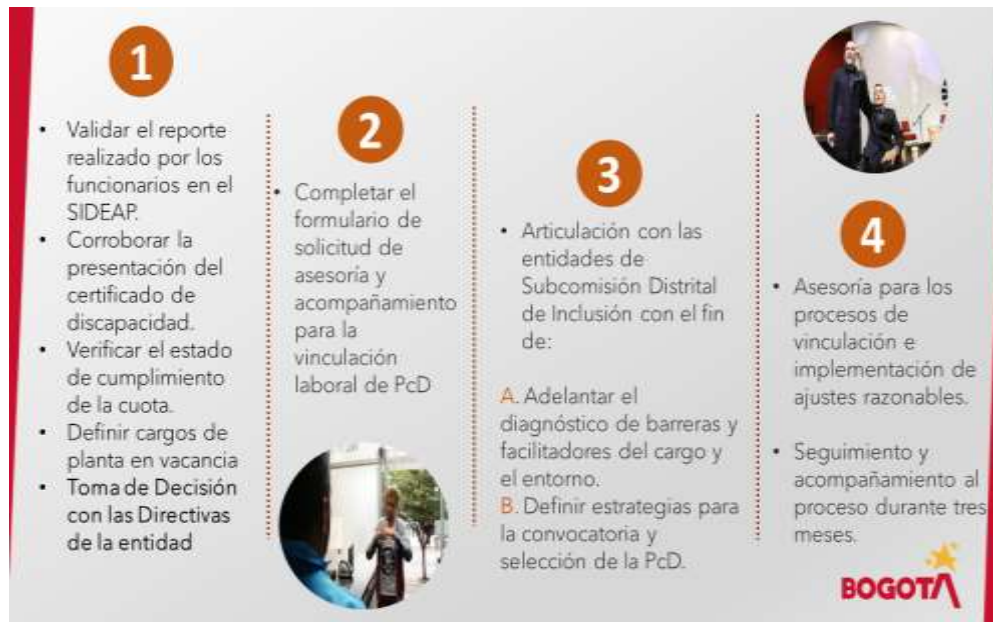 1
• Validar el reporte
realizado por los
funcionarios en el
SIDEAP.
• Corroborar la
presentación del
certificado de
discapacidad.
• Verificar el estado
de cumplimiento
de la cuota.
• Definir cargos de
planta en vacancia
• Toma de Decisión
con las Directivas
de la entidad
2
• Completar el
formulario de
solicitud de
asesoría y
acompañamiento
para la
vinculación
laboral de PcD
3
• Articulación con las
entidades de
Subcomisión Distrital
de Inclusión con el fin
de:
A. Adelantar el
diagnóstico de barreras y
facilitadores del cargo y
el entorno.
B. Definir estrategias para
la convocatoria y
selección de la PcD.
4
• Asesoría para los
procesos de
vinculación e
implementación de
ajustes razonables.
• Seguimiento y
acompañamiento al
proceso durante tres
meses.
BOGOTÁ